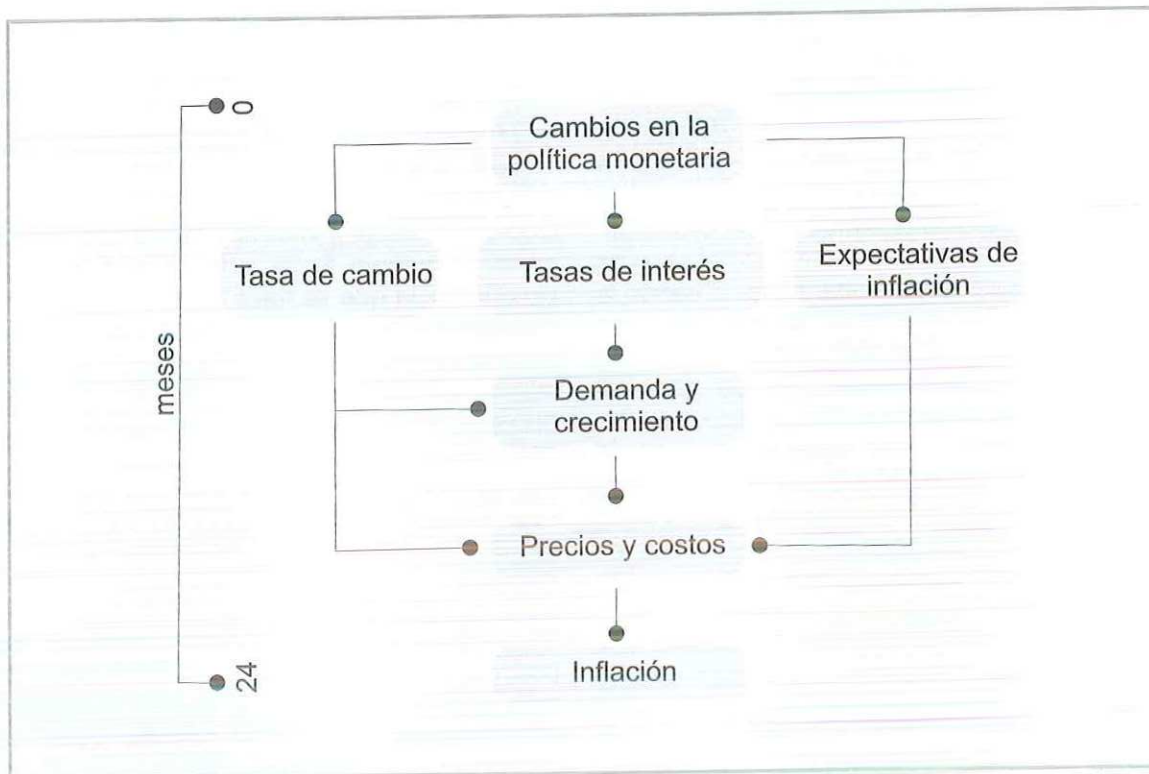 0
Cambios en la
política monetaria
Tasa de cambio
Tasas de interés
Expectativas de
inflación
meses
Demanda y
crecimiento
Precios y costos
Inflación
24